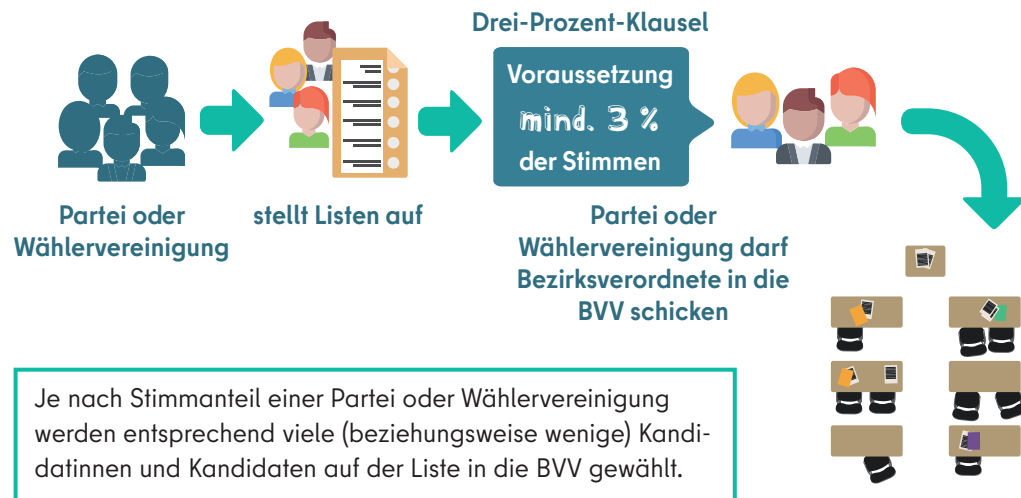 Drei-Prozent-Klausel
Voraussetzung
mind. 3 %
der Stimmen
Partei oder
Wählervereinigung
stellt Listen auf
Partei oder
Wählervereinigung darf
Bezirksverordnete in die
BVV schicken
Je nach Stimmanteil einer Partei oder Wählervereinigung
werden entsprechend viele (beziehungsweise wenige) Kandi-
datinnen und Kandidaten auf der Liste in die BVV gewählt.